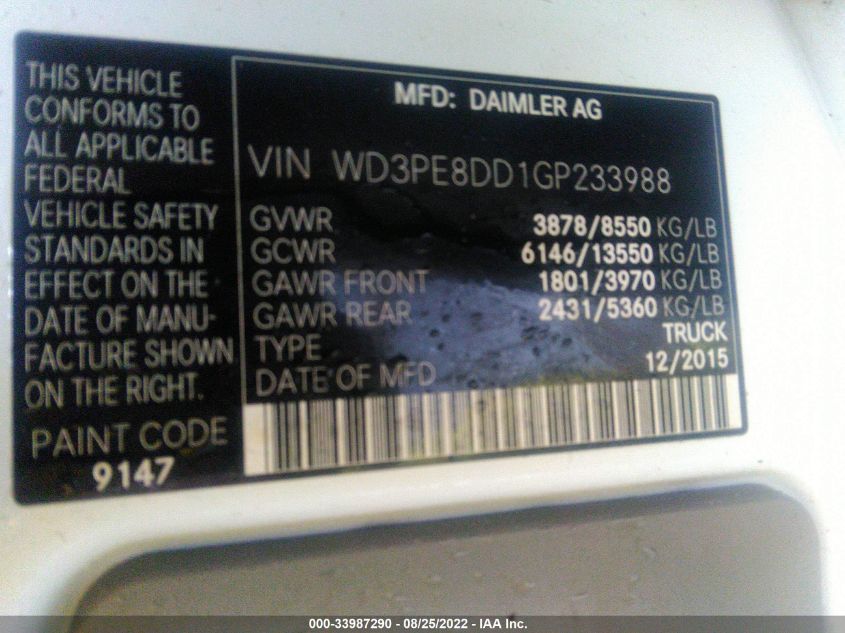 THIS VEHICLE
CONFORMS TO
ALL APPLICABLE
FEDERAL
VEHICLE SAFETY
STANDARDS IN
EFFECT ON THE
DATE OF MANU-
FACTURE SHOWN
ON THE RIGHT.
PAINT CODE
9147
MFD: DAIMLER AG
VIN WD3PE8DD1GP233988
GVWR 3878/8550 KG/LB
GCWR 6146/13550 KG/LB
GAWR FRONT 1801/3970 KG/LB
GAWR REAR 2431/5360 KG/LB
TYPE TRUCK
DATE OF MFD 12/2015
000-33987290 - 08/25/2022 - IAA Inc.